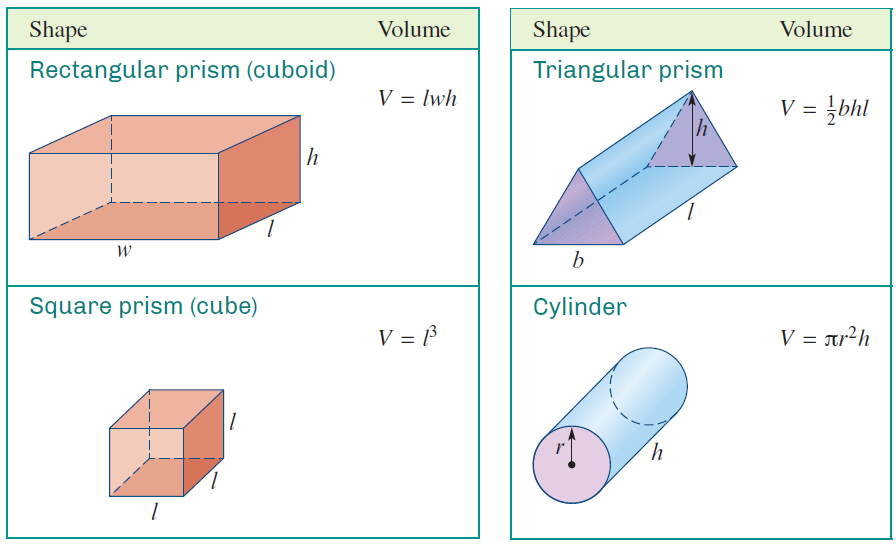 Shape Volume
Rectangular prism (cuboid)
V = lwh
h
l
w
Square prism (cube)
V = l³
l
l
l
Shape Volume
Triangular prism
V = ½bhl
h
l
b
Cylinder
V = πr²h
r
h